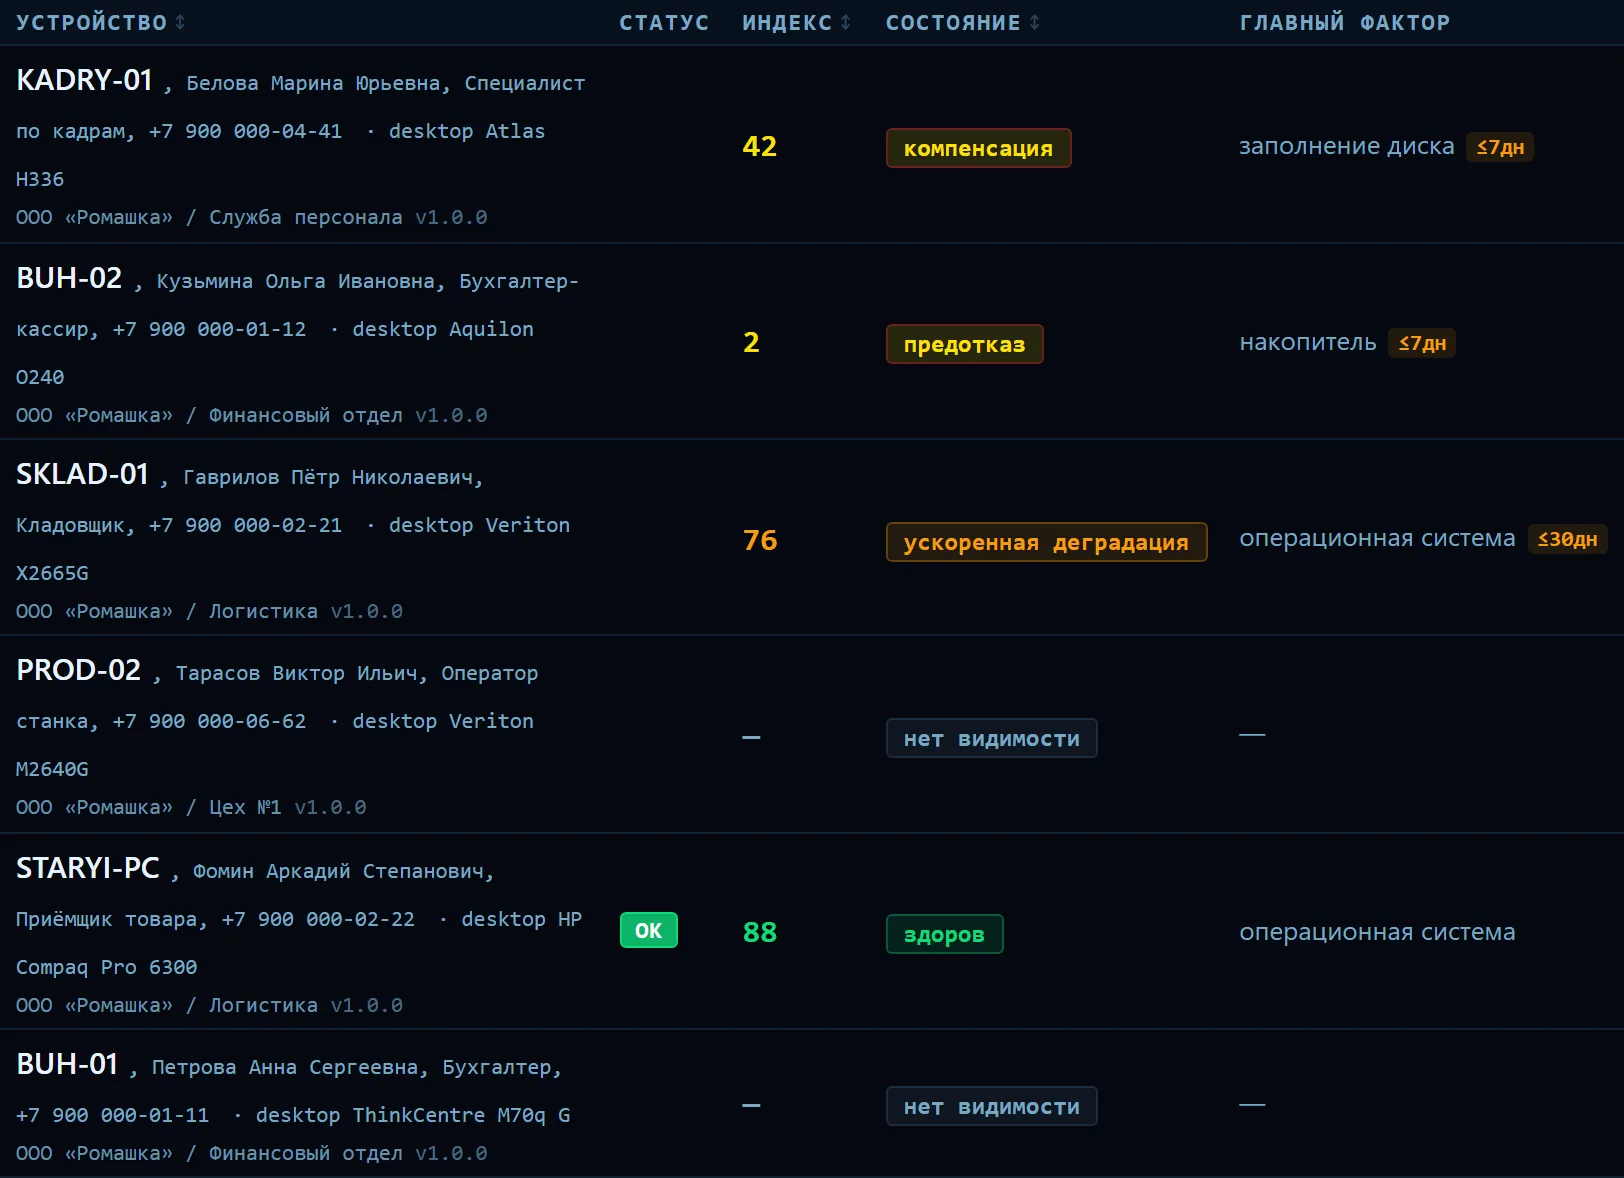 УСТРОЙСТВО ↕ СТАТУС ИНДЕКС ↕ СОСТОЯНИЕ ↕ ГЛАВНЫЙ ФАКТОР
KADRY-01 , Белова Марина Юрьевна, Специалист
по кадрам, +7 900 000-04-41 · desktop Atlas
H336
ООО «Ромашка» / Служба персонала v1.0.0
42 компенсация заполнение диска ≤7дн
BUH-02 , Кузьмина Ольга Ивановна, Бухгалтер-
кассир, +7 900 000-01-12 · desktop Aquilon
O240
ООО «Ромашка» / Финансовый отдел v1.0.0
2 предотказ накопитель ≤7дн
SKLAD-01 , Гаврилов Пётр Николаевич,
Кладовщик, +7 900 000-02-21 · desktop Veriton
X2665G
ООО «Ромашка» / Логистика v1.0.0
76 ускоренная деградация операционная система ≤30дн
PROD-02 , Тарасов Виктор Ильич, Оператор
станка, +7 900 000-06-62 · desktop Veriton
M2640G
ООО «Ромашка» / Цех №1 v1.0.0
— нет видимости —
STARYI-PC , Фомин Аркадий Степанович,
Приёмщик товара, +7 900 000-02-22 · desktop HP
Compaq Pro 6300
ООО «Ромашка» / Логистика v1.0.0
OK 88 здоров операционная система
BUH-01 , Петрова Анна Сергеевна, Бухгалтер,
+7 900 000-01-11 · desktop ThinkCentre M70q G
ООО «Ромашка» / Финансовый отдел v1.0.0
— нет видимости —